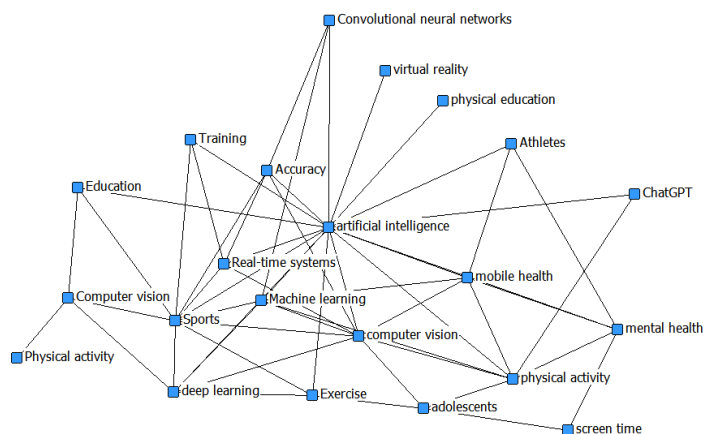 Convolutional neural networks
virtual reality
physical education
Training
Athletes
Accuracy
Education
ChatGPT
artificial intelligence
Real-time systems
mobile health
Computer vision
Machine learning
Sports
mental health
computer vision
Physical activity
physical activity
deep learning
Exercise
adolescents
screen time